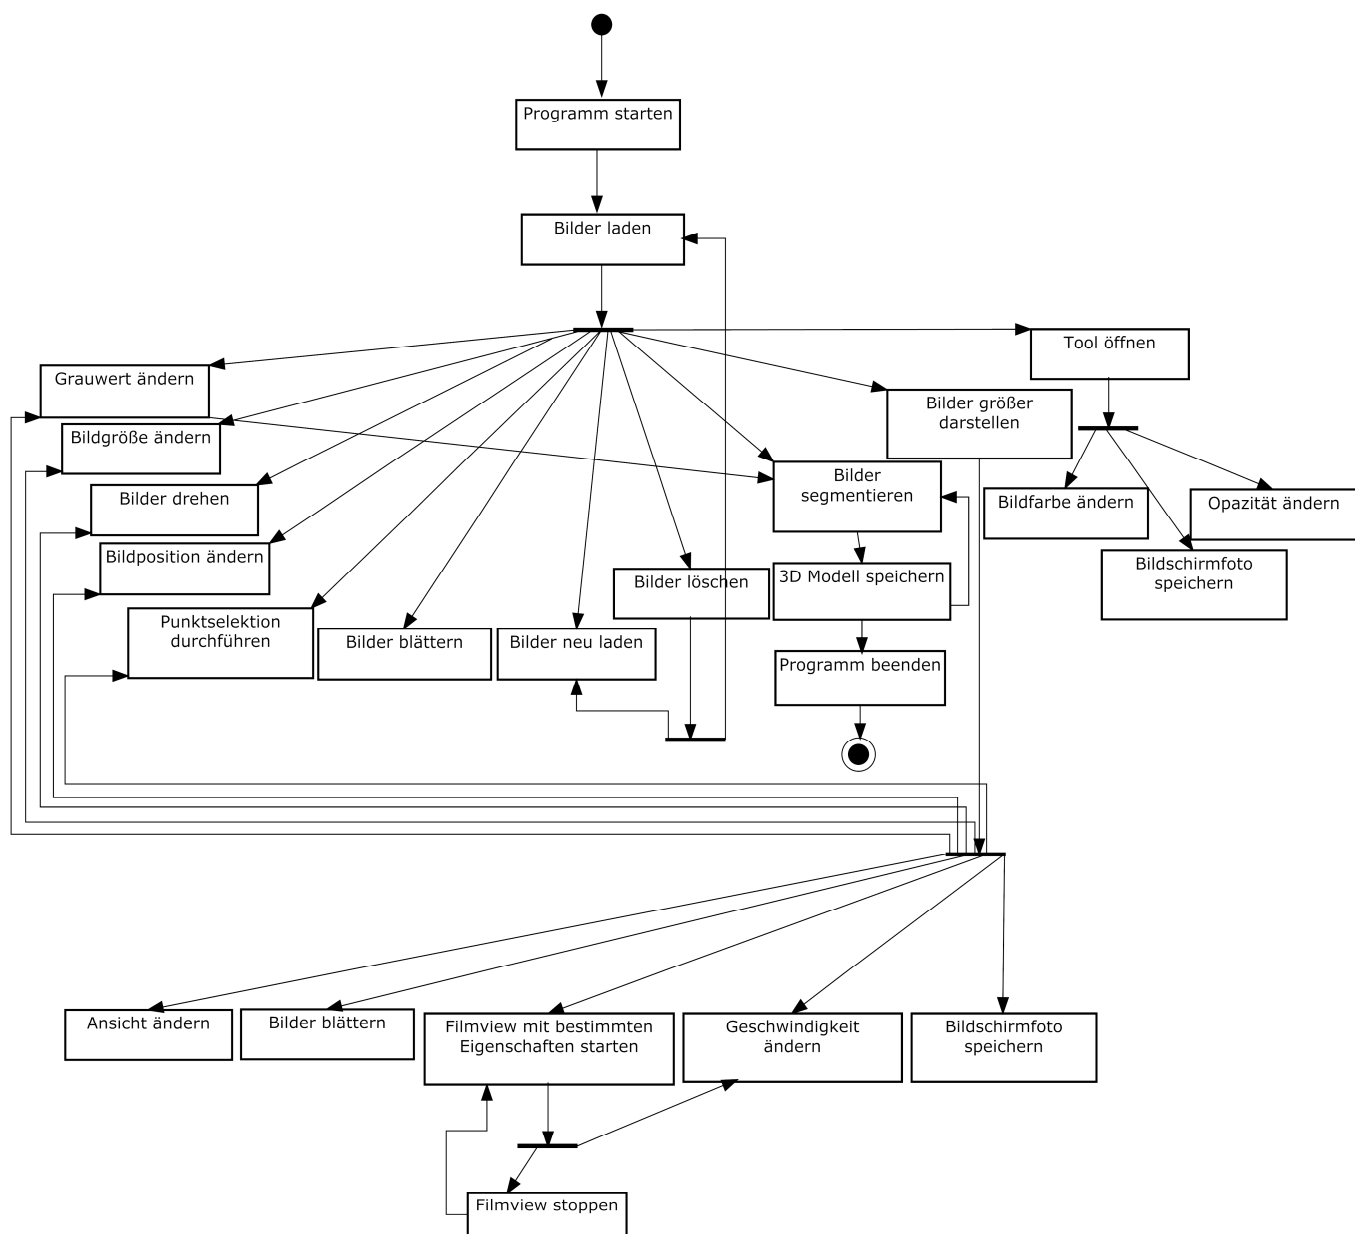 Programm starten
Bilder laden
Tool öffnen
Grauwert ändern
Bilder größer
darstellen
Bildgröße ändern
Bilder
segmentieren
Bilder drehen
Bildfarbe ändern
Opazität ändern
Bildposition ändern
Bildschirmfoto
speichern
3D Modell speichern
Bilder löschen
Punktselektion
durchführen
Bilder blättern
Bilder neu laden
Programm beenden
Ansicht ändern
Bilder blättern
Filmview mit bestimmten
Eigenschaften starten
Geschwindigkeit
ändern
Bildschirmfoto
speichern
Filmview stoppen